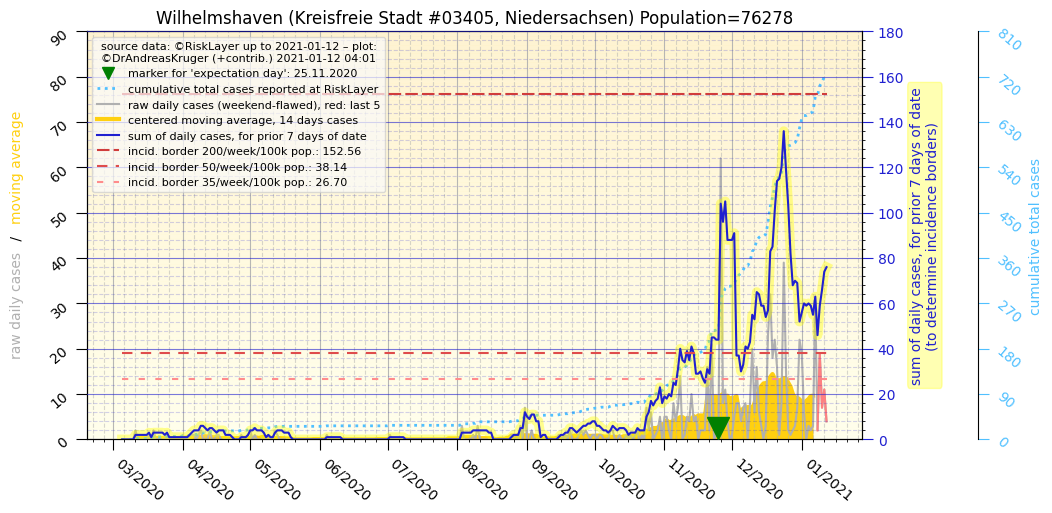 Wilhelmshaven (Kreisfreie Stadt #03405, Niedersachsen) Population=76278
source data: ©RiskLayer up to 2021-01-12 – plot:
©DrAndreasKruger (+contrib.) 2021-01-12 04:01
marker for 'expectation day': 25.11.2020
cumulative total cases reported at RiskLayer
raw daily cases (weekend-flawed), red: last 5
centered moving average, 14 days cases
sum of daily cases, for prior 7 days of date
incid. border 200/week/100k pop.: 152.56
incid. border 50/week/100k pop.: 38.14
incid. border 35/week/100k pop.: 26.70
raw daily cases / moving average
90
80
70
60
50
40
30
20
10
0
180
160
140
120
100
80
60
40
20
0
sum of daily cases, for prior 7 days of date
(to determine incidence borders)
810
720
630
540
450
360
270
180
90
0
cumulative total cases
03/2020
04/2020
05/2020
06/2020
07/2020
08/2020
09/2020
10/2020
11/2020
12/2020
01/2021